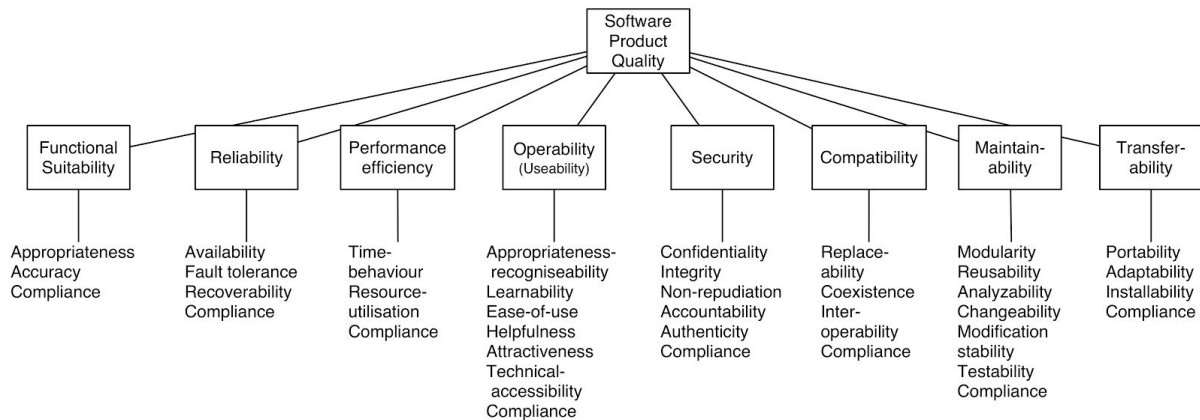 Software
Product
Quality
Functional
Suitability
Reliability
Performance
efficiency
Operability
(Useability)
Security
Compatibility
Maintain-
ability
Transfer-
ability
Appropriateness
Accuracy
Compliance
Availability
Fault tolerance
Recoverability
Compliance
Time-
behaviour
Resource-
utilisation
Compliance
Appropriateness-
recogniseability
Learnability
Ease-of-use
Helpfulness
Attractiveness
Technical-
accessibility
Compliance
Confidentiality
Integrity
Non-repudiation
Accountability
Authenticity
Compliance
Replace-
ability
Coexistence
Inter-
operability
Compliance
Modularity
Reusability
Analyzability
Changeability
Modification
stability
Testability
Compliance
Portability
Adaptability
Installability
Compliance